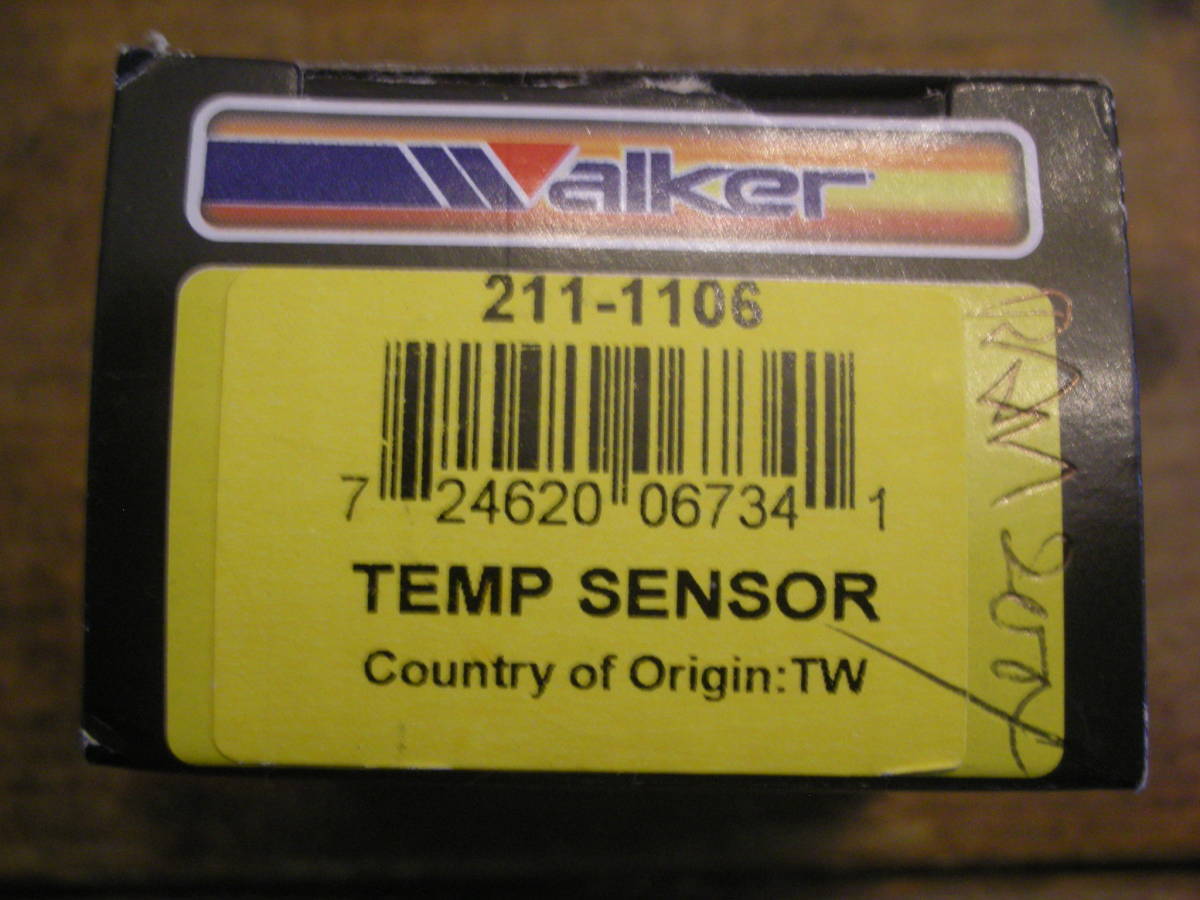 Walker
211-1106
7 24620 06734 1
TEMP SENSOR
Country of Origin:TW